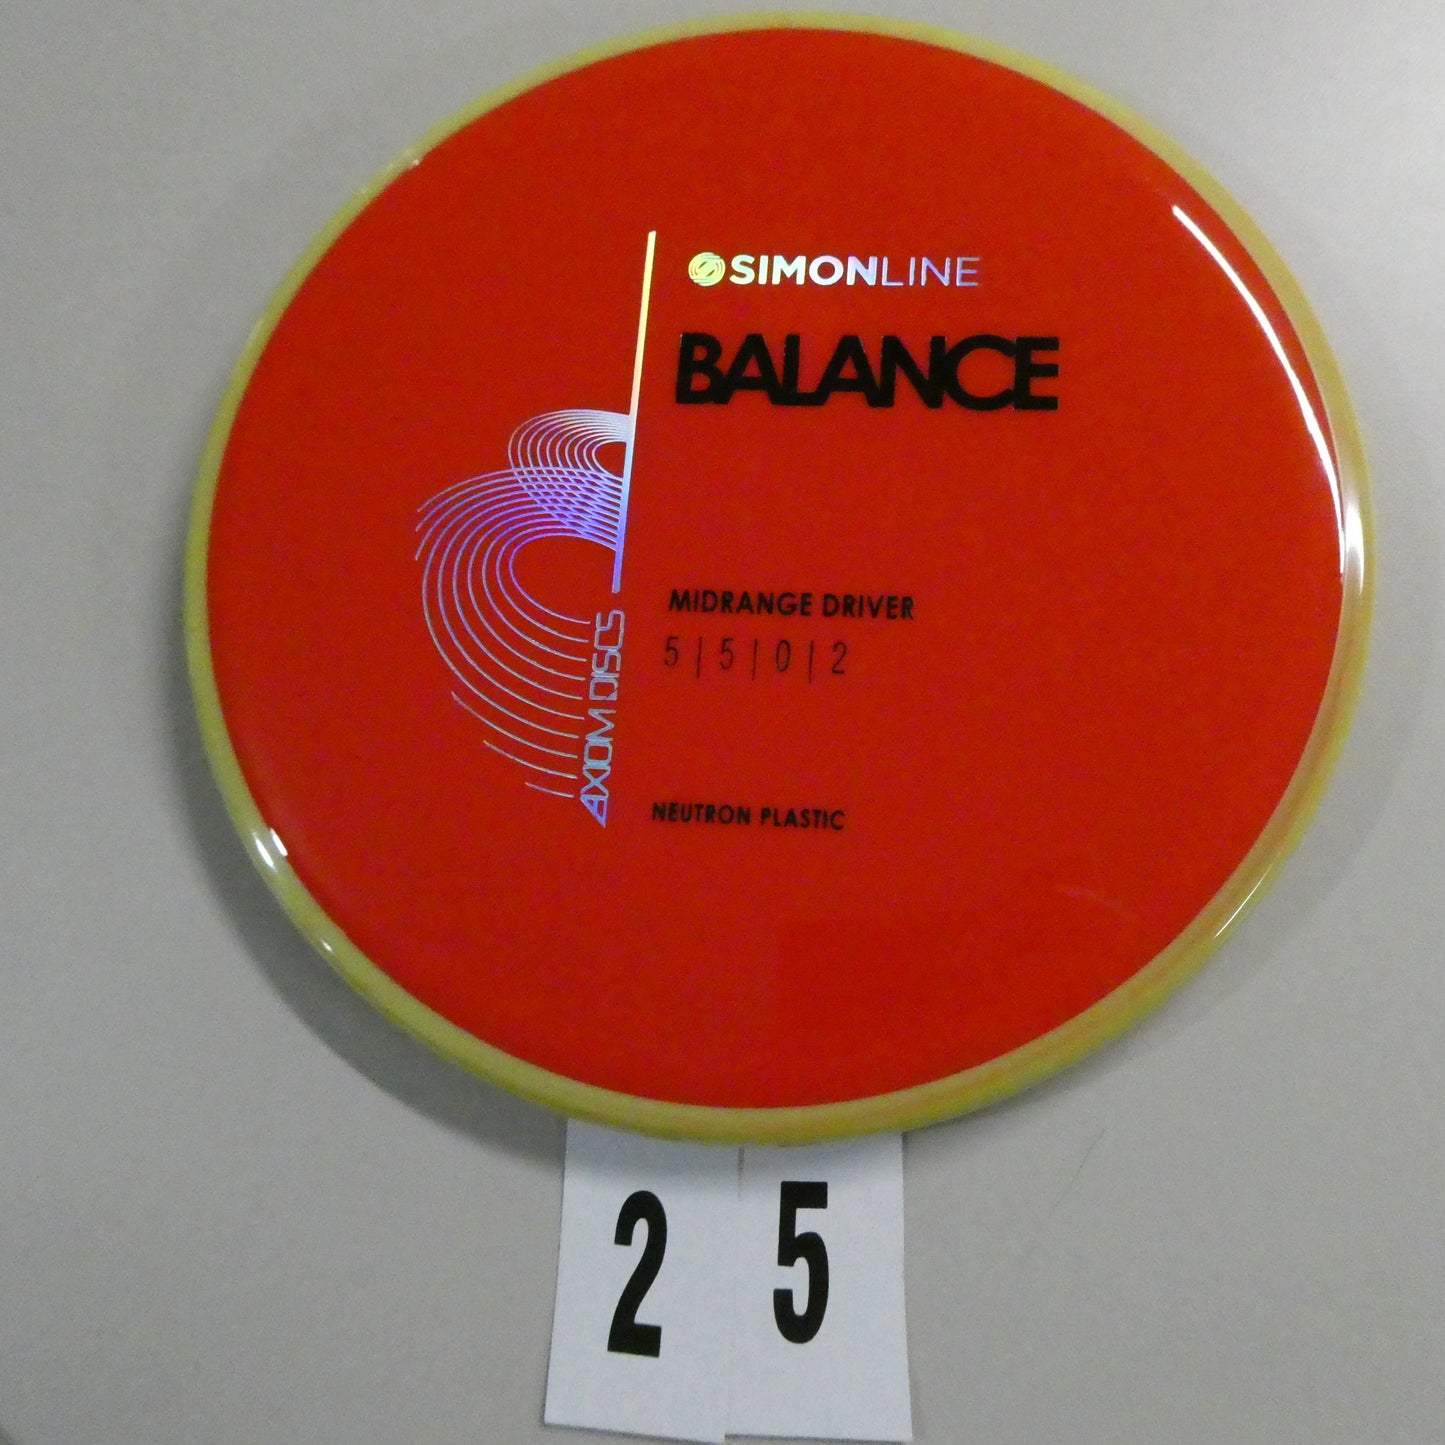 SIMONLINE
BALANCE
MIDRANGE DRIVER
5 | 5 | 0 | 2
AXIOM DISCS
NEUTRON PLASTIC
2 5